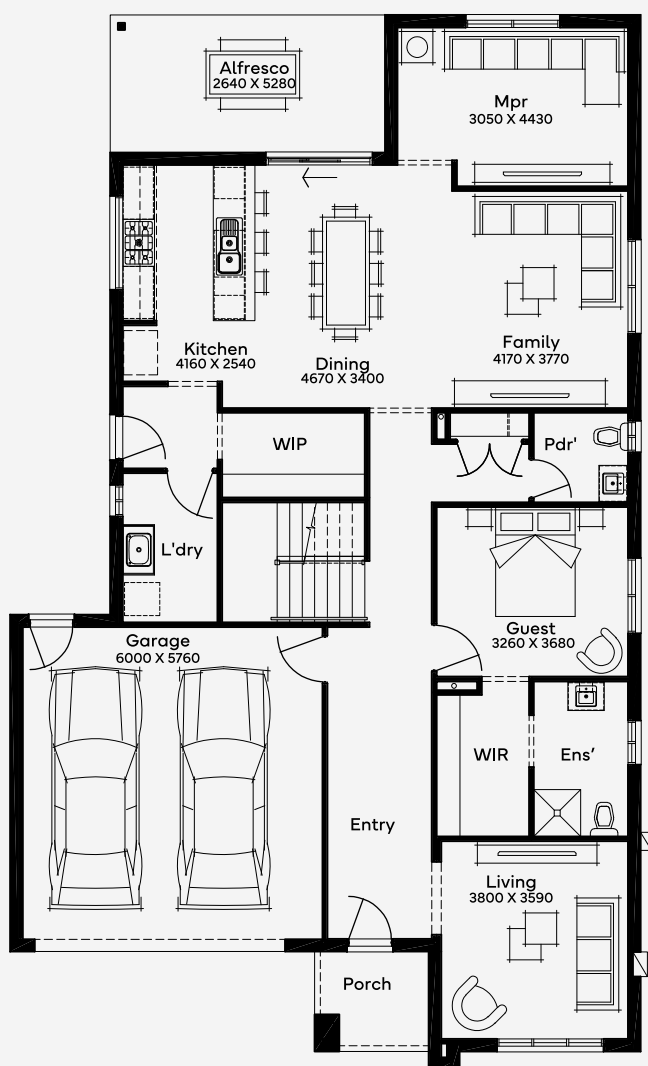 Alfresco
2640 X 5280
Mpr
3050 X 4430
Kitchen
4160 X 2540
Dining
4670 X 3400
Family
4170 X 3770
WIP
Pdr'
L'dry
Guest
3260 X 3680
Garage
6000 X 5760
WIR
Ens’
Entry
Living
3800 X 3590
Porch